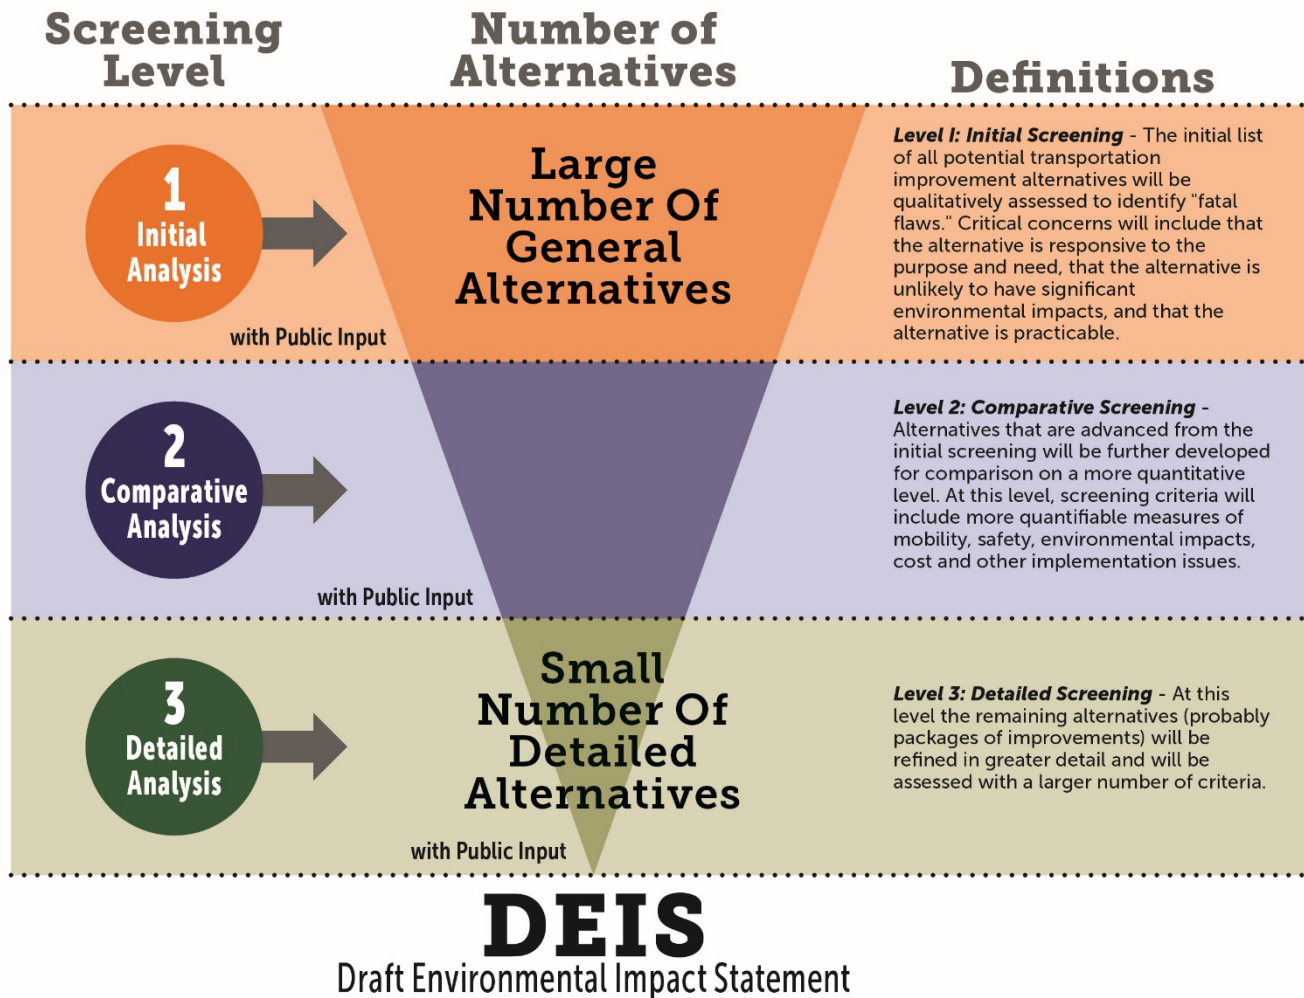 Screening
Level
Number of
Alternatives
Definitions
1
Initial
Analysis
with Public Input
Large
Number Of
General
Alternatives
Level I: Initial Screening - The initial list
of all potential transportation
improvement alternatives will be
qualitatively assessed to identify "fatal
flaws." Critical concerns will include that
the alternative is responsive to the
purpose and need, that the alternative is
unlikely to have significant
environmental impacts, and that the
alternative is practicable.
2
Comparative
Analysis
with Public Input
Level 2: Comparative Screening -
Alternatives that are advanced from the
initial screening will be further developed
for comparison on a more quantitative
level. At this level, screening criteria will
include more quantifiable measures of
mobility, safety, environmental impacts,
cost and other implementation issues.
3
Detailed
Analysis
with Public Input
Small
Number Of
Detailed
Alternatives
Level 3: Detailed Screening - At this
level the remaining alternatives (probably
packages of improvements) will be
refined in greater detail and will be
assessed with a larger number of criteria.
DEIS
Draft Environmental Impact Statement